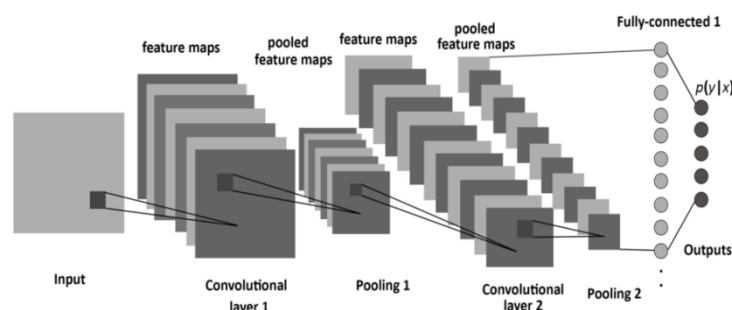 Fully-connected 1
feature maps
pooled
feature maps
feature maps
pooled
feature maps
p(y|x)
Input
Convolutional
layer 1
Pooling 1
Convolutional
layer 2
Pooling 2
Outputs